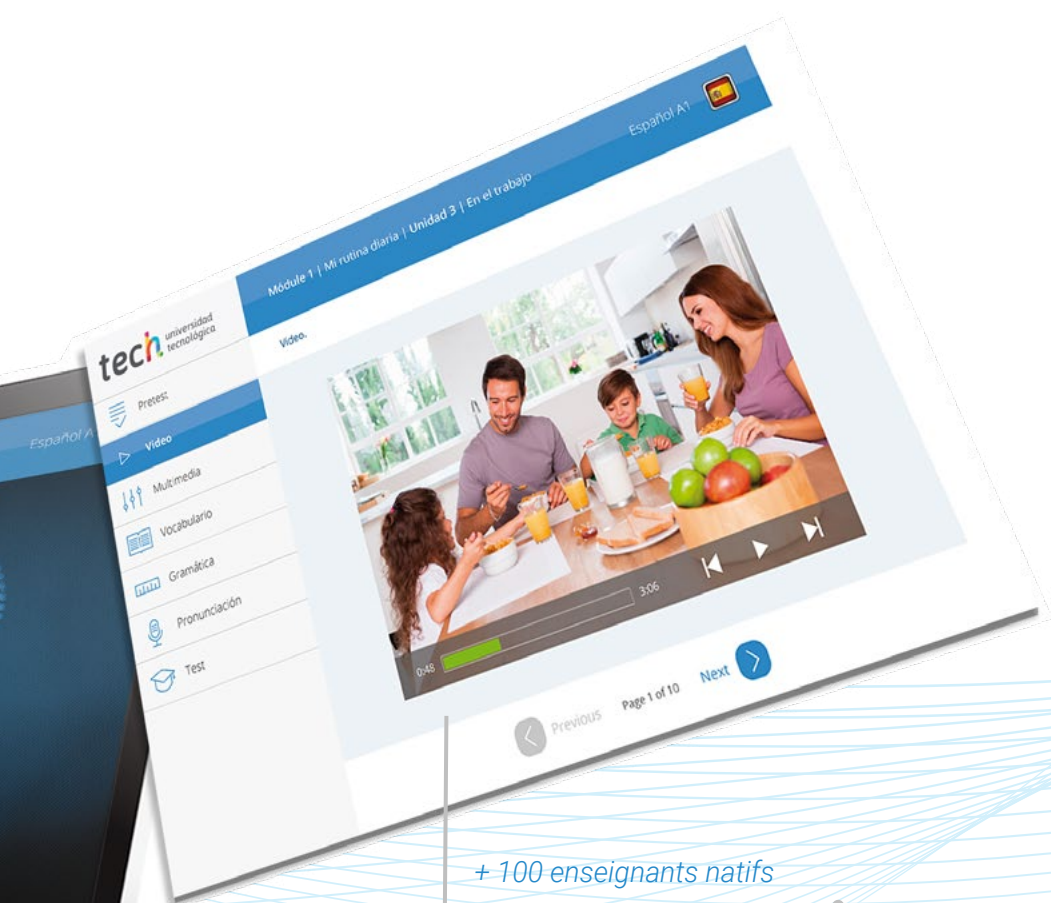 Español A1
Módule 1 | Mi rutina diaria | Unidad 3 | En el trabajo
tech universidad
tecnológica
Video.
Pretest
Video
Multimedia
Vocabulario
Gramática
Pronunciación
Test
Español A
0:48
3:06
Previous
Page 1 of 10
Next
+ 100 enseignants natifs